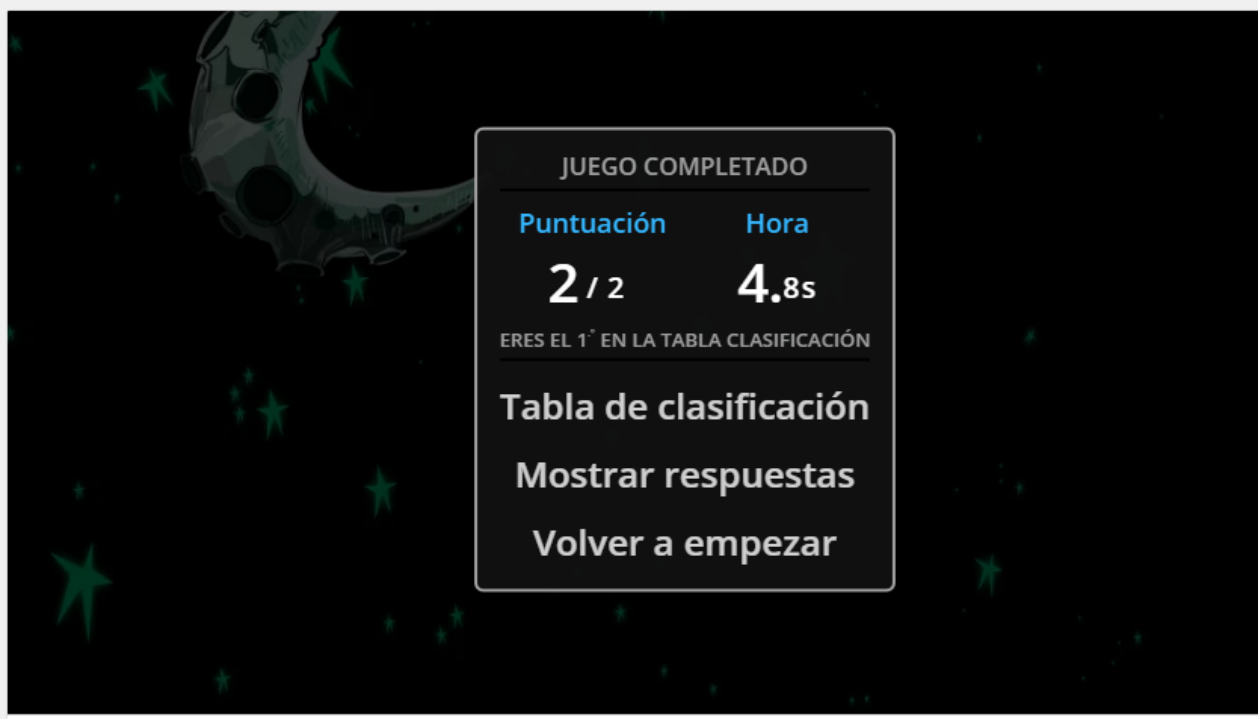 JUEGO COMPLETADO
Puntuación Hora
2 / 2 4.8s
ERES EL 1° EN LA TABLA CLASIFICACIÓN
Tabla de clasificación
Mostrar respuestas
Volver a empezar